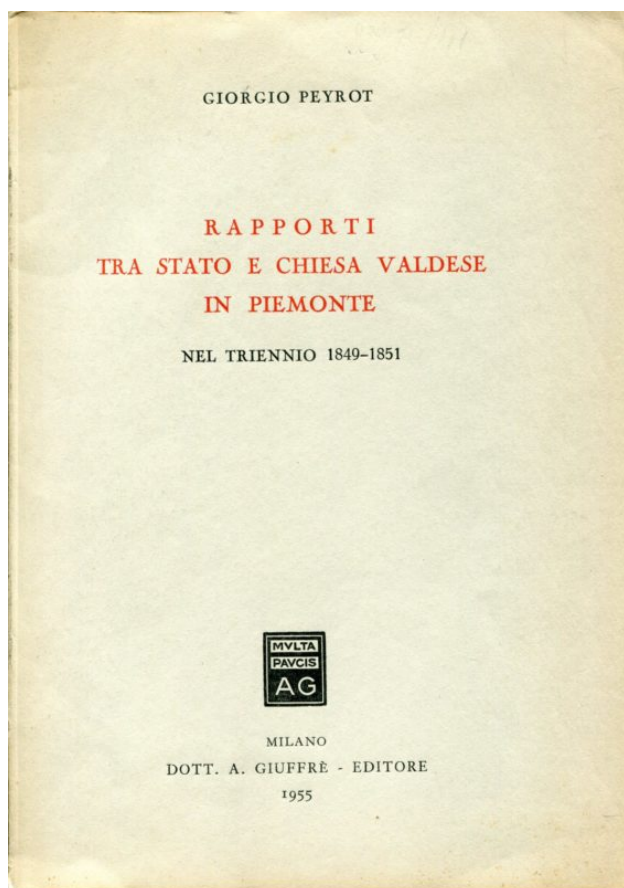 GIORGIO PEYROT
RAPPORTI
TRA STATO E CHIESA VALDESE
IN PIEMONTE
NEL TRIENNIO 1849-1851
MVLTA
PAVCIS
AG
MILANO
DOTT. A. GIUFFRÈ - EDITORE
1955